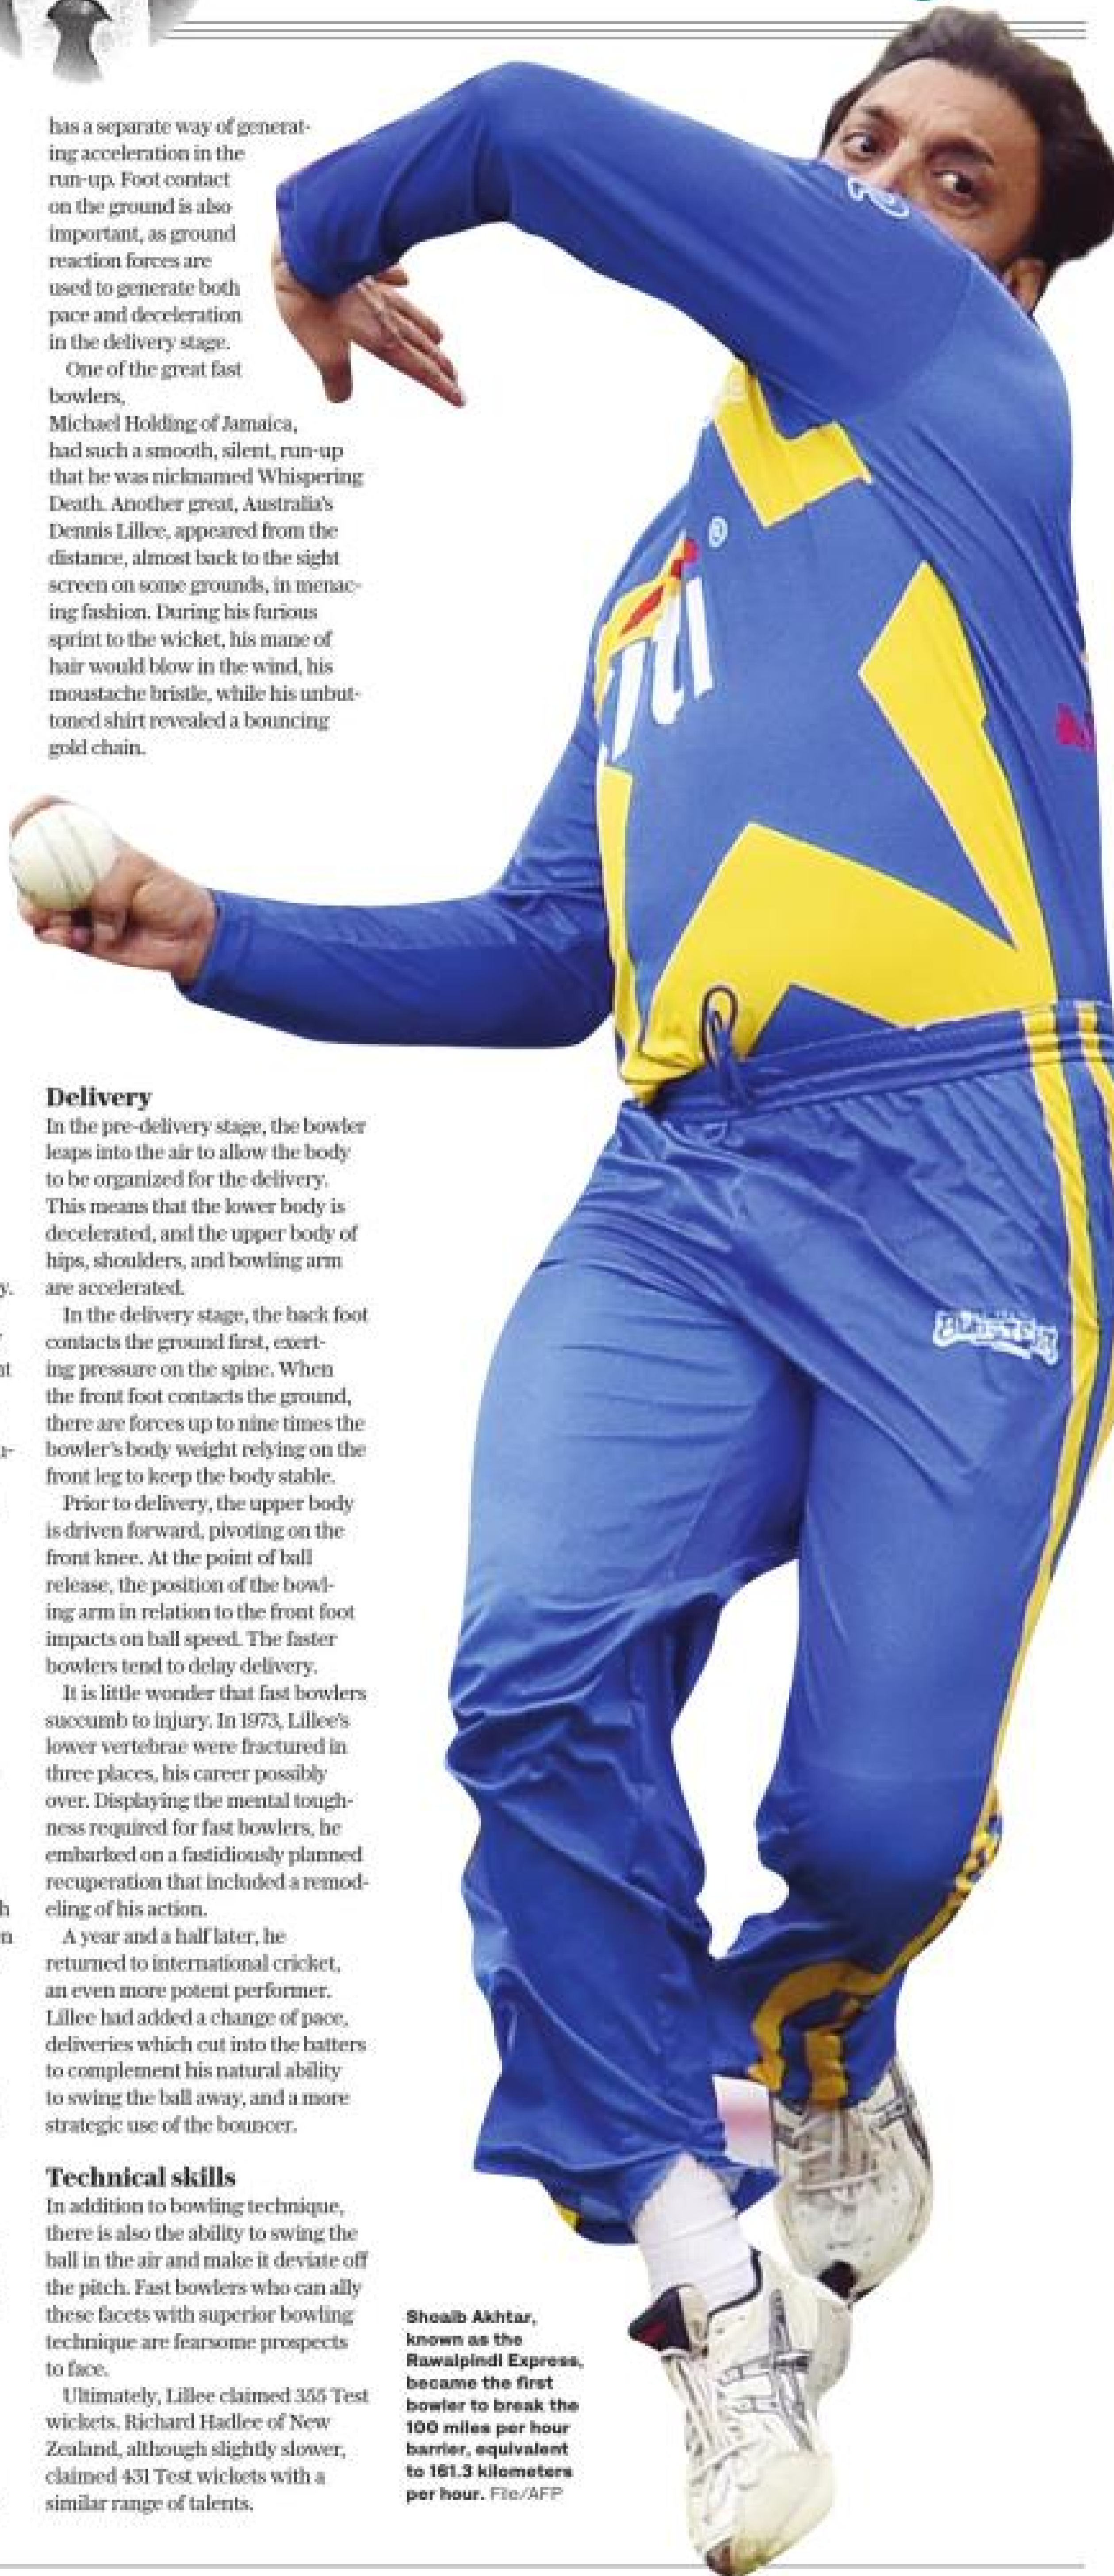 has a separate way of generat-
ing acceleration in the
run-up. Foot contact
on the ground is also
important, as ground
reaction forces are
used to generate both
pace and deceleration
in the delivery stage.
One of the great fast
bowlers,
Michael Holding of Jamaica,
had such a smooth, silent, run-up
that he was nicknamed Whispering
Death. Another great, Australia's
Dennis Lillee, appeared from the
distance, almost back to the sight
screen on some grounds, in menac-
ing fashion. During his furious
sprint to the wicket, his mane of
hair would blow in the wind, his
moustache bristle, while his unbut-
toned shirt revealed a bouncing
gold chain.
Delivery
In the pre-delivery stage, the bowler
leaps into the air to allow the body
to be organized for the delivery.
This means that the lower body is
decelerated, and the upper body of
hips, shoulders, and bowling arm
are accelerated.
In the delivery stage, the back foot
contacts the ground first, exert-
ing pressure on the spine. When
the front foot contacts the ground,
there are forces up to nine times the
bowler's body weight relying on the
front leg to keep the body stable.
Prior to delivery, the upper body
is driven forward, pivoting on the
front knee. At the point of ball
release, the position of the bowl-
ing arm in relation to the front foot
impacts on ball speed. The faster
bowlers tend to delay delivery.
It is little wonder that fast bowlers
succumb to injury. In 1973, Lillee's
lower vertebrae were fractured in
three places, his career possibly
over. Displaying the mental tough-
ness required for fast bowlers, he
embarked on a fastidiously planned
recuperation that included a remod-
eling of his action.
A year and a half later, he
returned to international cricket,
an even more potent performer.
Lillee had added a change of pace,
deliveries which cut into the batters
to complement his natural ability
to swing the ball away, and a more
strategic use of the bouncer.
Technical skills
In addition to bowling technique,
there is also the ability to swing the
ball in the air and make it deviate off
the pitch. Fast bowlers who can ally
these facets with superior bowling
technique are fearsome prospects
to face.
Ultimately, Lillee claimed 355 Test
wickets. Richard Hadlee of New
Zealand, although slightly slower,
claimed 431 Test wickets with a
similar range of talents.
Shoaib Akhtar,
known as the
Rawalpindi Express,
became the first
bowler to break the
100 miles per hour
barrier, equivalent
to 161.3 kilometers
per hour. File/AFP